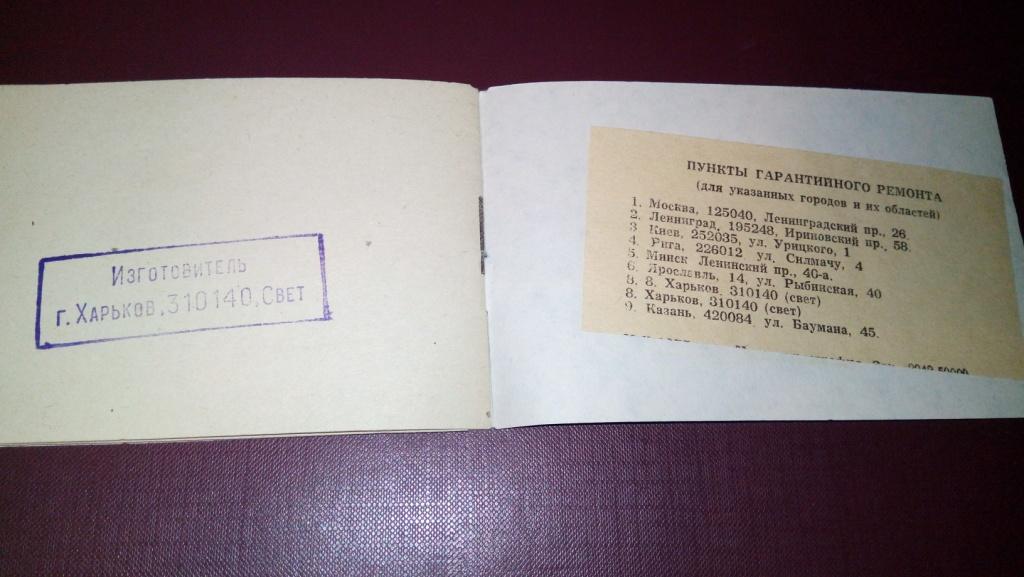 Изготовитель
г. Харьков, 310140, Свет
ПУНКТЫ ГАРАНТИЙНОГО РЕМОНТА
(для указанных городов и их областей)
1. Москва, 125040, Ленинградский пр., 26
2. Ленинград, 195248, Ириновский пр., 58.
3 Киев, 252035, ул. Урицкого, 1
4. Рига, 226012 ул. Силмачу, 4
5. Минск Ленинский пр., 40-а.
6. Ярославль, 14, ул. Рыбинская, 40
8. 8. Харьков 310140 (свет)
8. Харьков, 310140 (свет)
9. Казань, 420084 ул. Баумана, 45.